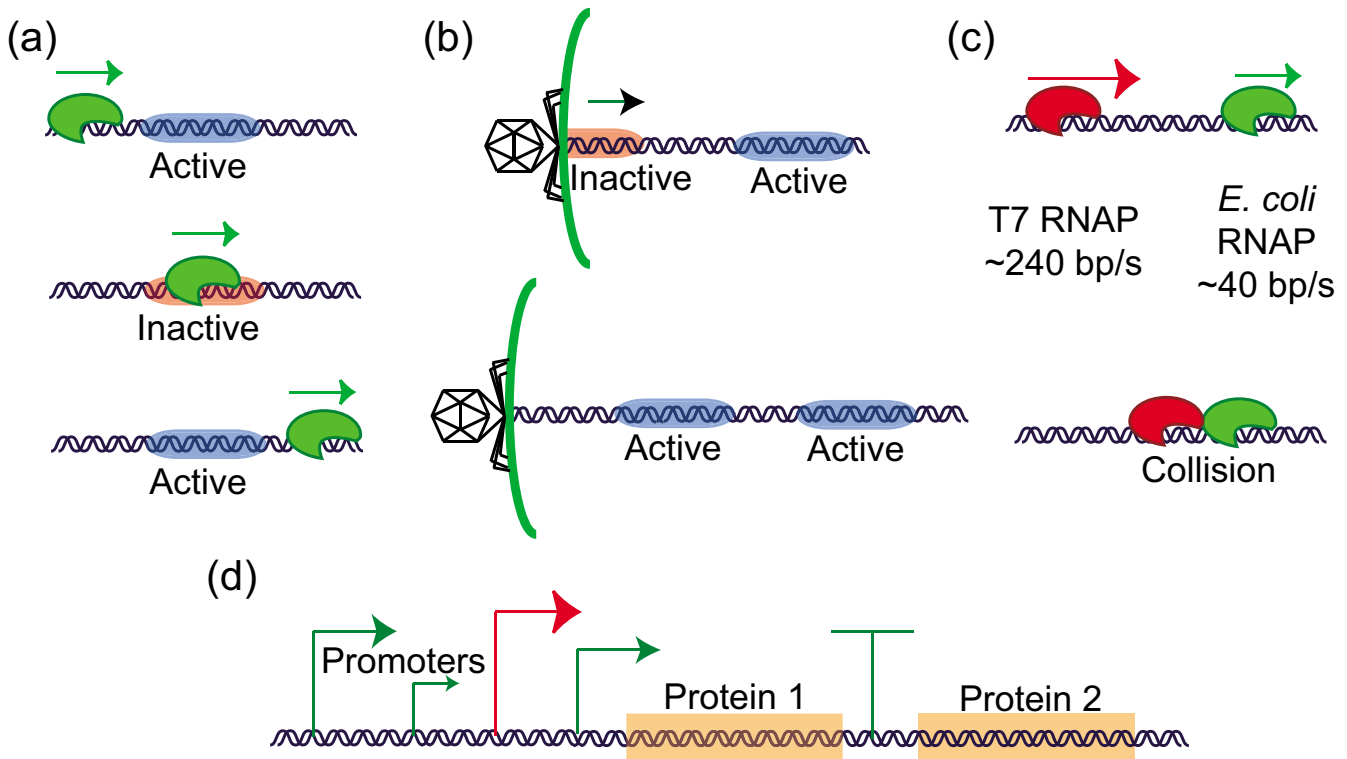 (a)
Active
Inactive
Active
(b)
Inactive
Active
Active
Active
(c)
T7 RNAP
~240 bp/s
E. coli
RNAP
~40 bp/s
Collision
(d)
Promoters
Protein 1
Protein 2